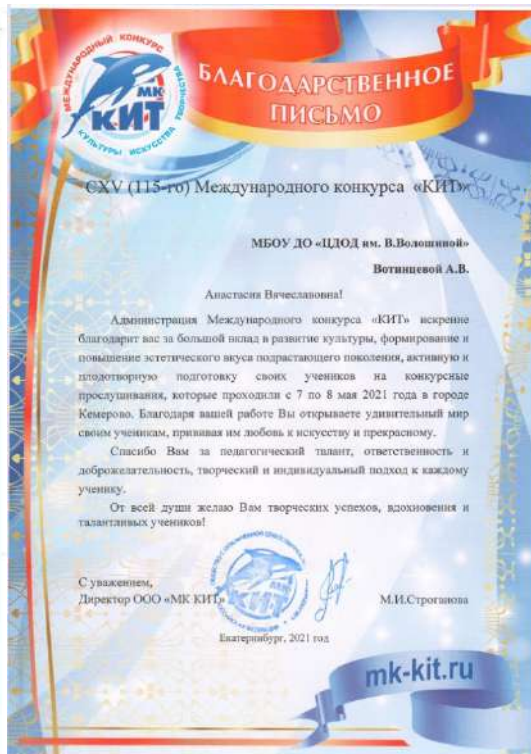 МЕЖДУНАРОДНЫЙ КОНКУРС
МК
КИТ
КУЛЬТУРЫ ИСКУССТВА ТВОРЧЕСТВА
БЛАГОДАРСТВЕННОЕ
ПИСЬМО
CXV (115-го) Международного конкурса «КИТ»
МБОУ ДО «ЦДОД им. В.Волошиной»
Вотинцевой А.В.
Анастасия Вячеславовна!
Администрация Международного конкурса «КИТ» искренне
благодарит вас за большой вклад в развитие культуры, формирование и
повышение эстетического вкуса подрастающего поколения, активную и
плодотворную подготовку своих учеников на конкурсные
прослушивания, которые проходили с 7 по 8 мая 2021 года в городе
Кемерово. Благодаря вашей работе Вы открываете удивительный мир
своим ученикам, прививая им любовь к искусству и прекрасному.
Спасибо Вам за педагогический талант, ответственность и
доброжелательность, творческий и индивидуальный подход к каждому
ученику.
От всей души желаю Вам творческих успехов, вдохновения и
талантливых учеников!
С уважением,
Директор ООО «МК КИТ»
М.И.Строганова
КИТ
Екатеринбург, 2021 год
mk-kit.ru